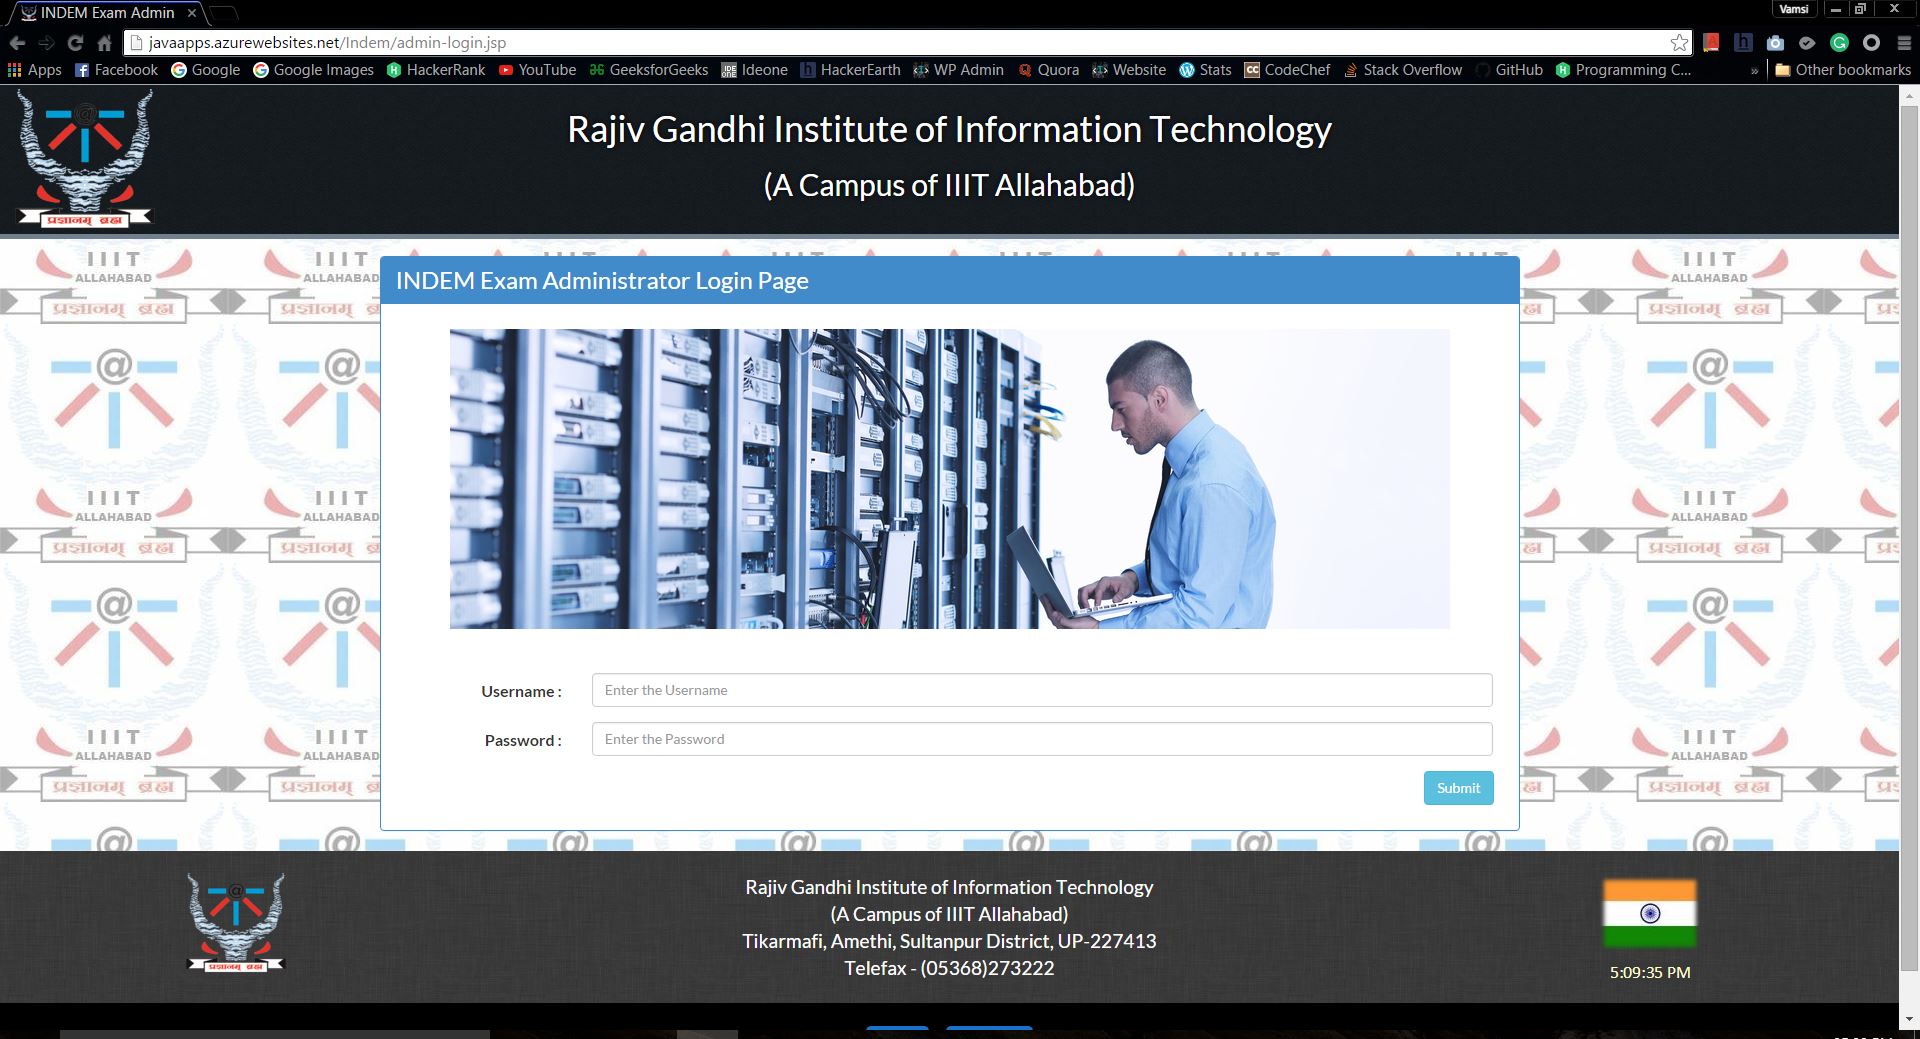 INDEM Exam Admin
Vamsi
javaapps.azurewebsites.net/Indem/admin-login.jsp
Apps Facebook Google Google Images HackerRank YouTube GeeksforGeeks Ideone HackerEarth WP Admin Quora Website Stats CodeChef Stack Overflow GitHub Programming C... » Other bookmarks
Rajiv Gandhi Institute of Information Technology
(A Campus of IIIT Allahabad)
प्रज्ञानम् ब्रह्म
IIIT
ALLAHABAD
प्रज्ञानम् ब्रह्म
INDEM Exam Administrator Login Page
Username :
Enter the Username
Password :
Enter the Password
Submit
Rajiv Gandhi Institute of Information Technology
(A Campus of IIIT Allahabad)
Tikarmafi, Amethi, Sultanpur District, UP-227413
Telefax - (05368)273222
प्रज्ञानम् ब्रह्म
5:09:35 PM